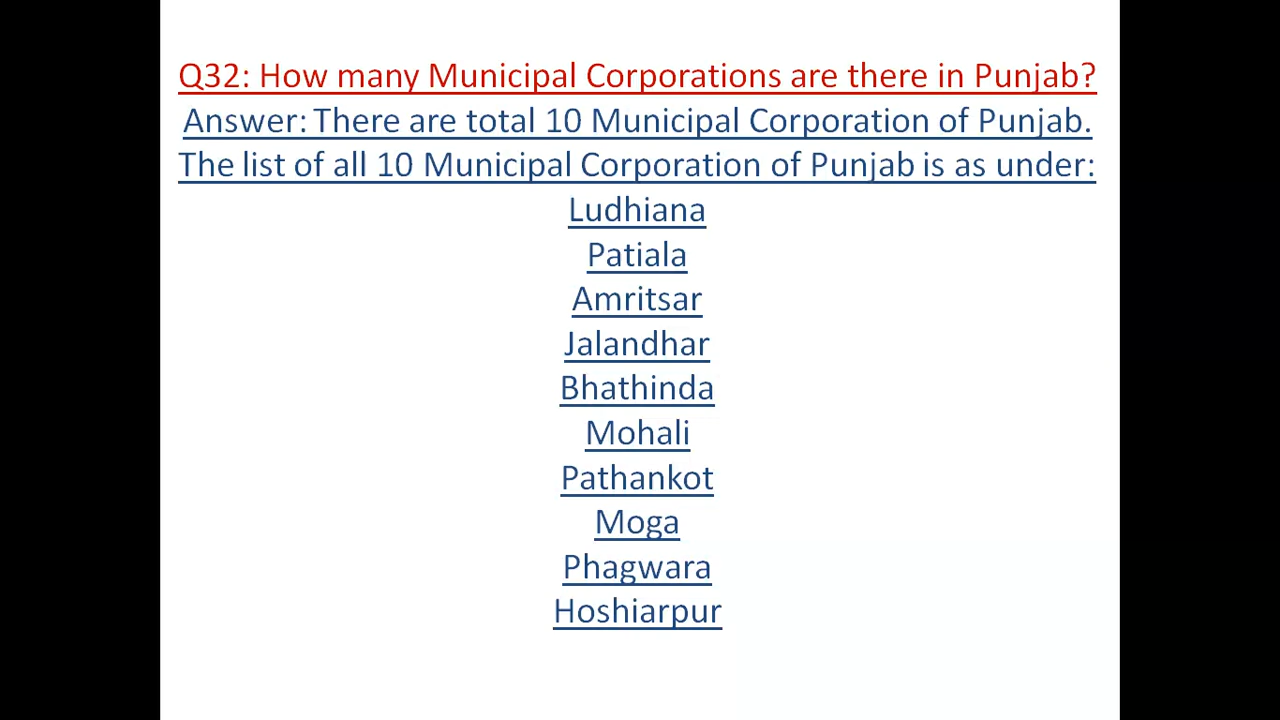 Q32: How many Municipal Corporations are there in Punjab?
Answer: There are total 10 Municipal Corporation of Punjab.
The list of all 10 Municipal Corporation of Punjab is as under:
Ludhiana
Patiala
Amritsar
Jalandhar
Bhathinda
Mohali
Pathankot
Moga
Phagwara
Hoshiarpur